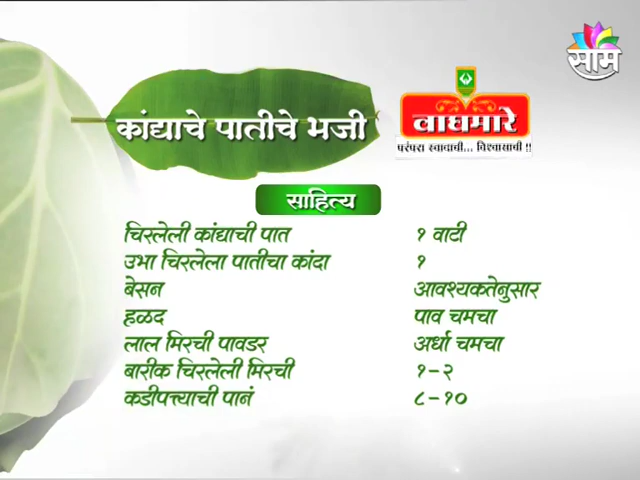 साम
कांद्याचे पातीचे भजी
वाघमारे
परंपरा स्वादाची... विश्वासाची !!
साहित्य
चिरलेली कांद्याची पात १ वाटी
उभा चिरलेला पातीचा कांदा १
बेसन आवश्यकतेनुसार
हळद पाव चमचा
लाल मिरची पावडर अर्धा चमचा
बारीक चिरलेली मिरची १-२
कडीपत्त्याची पानं ८-१०